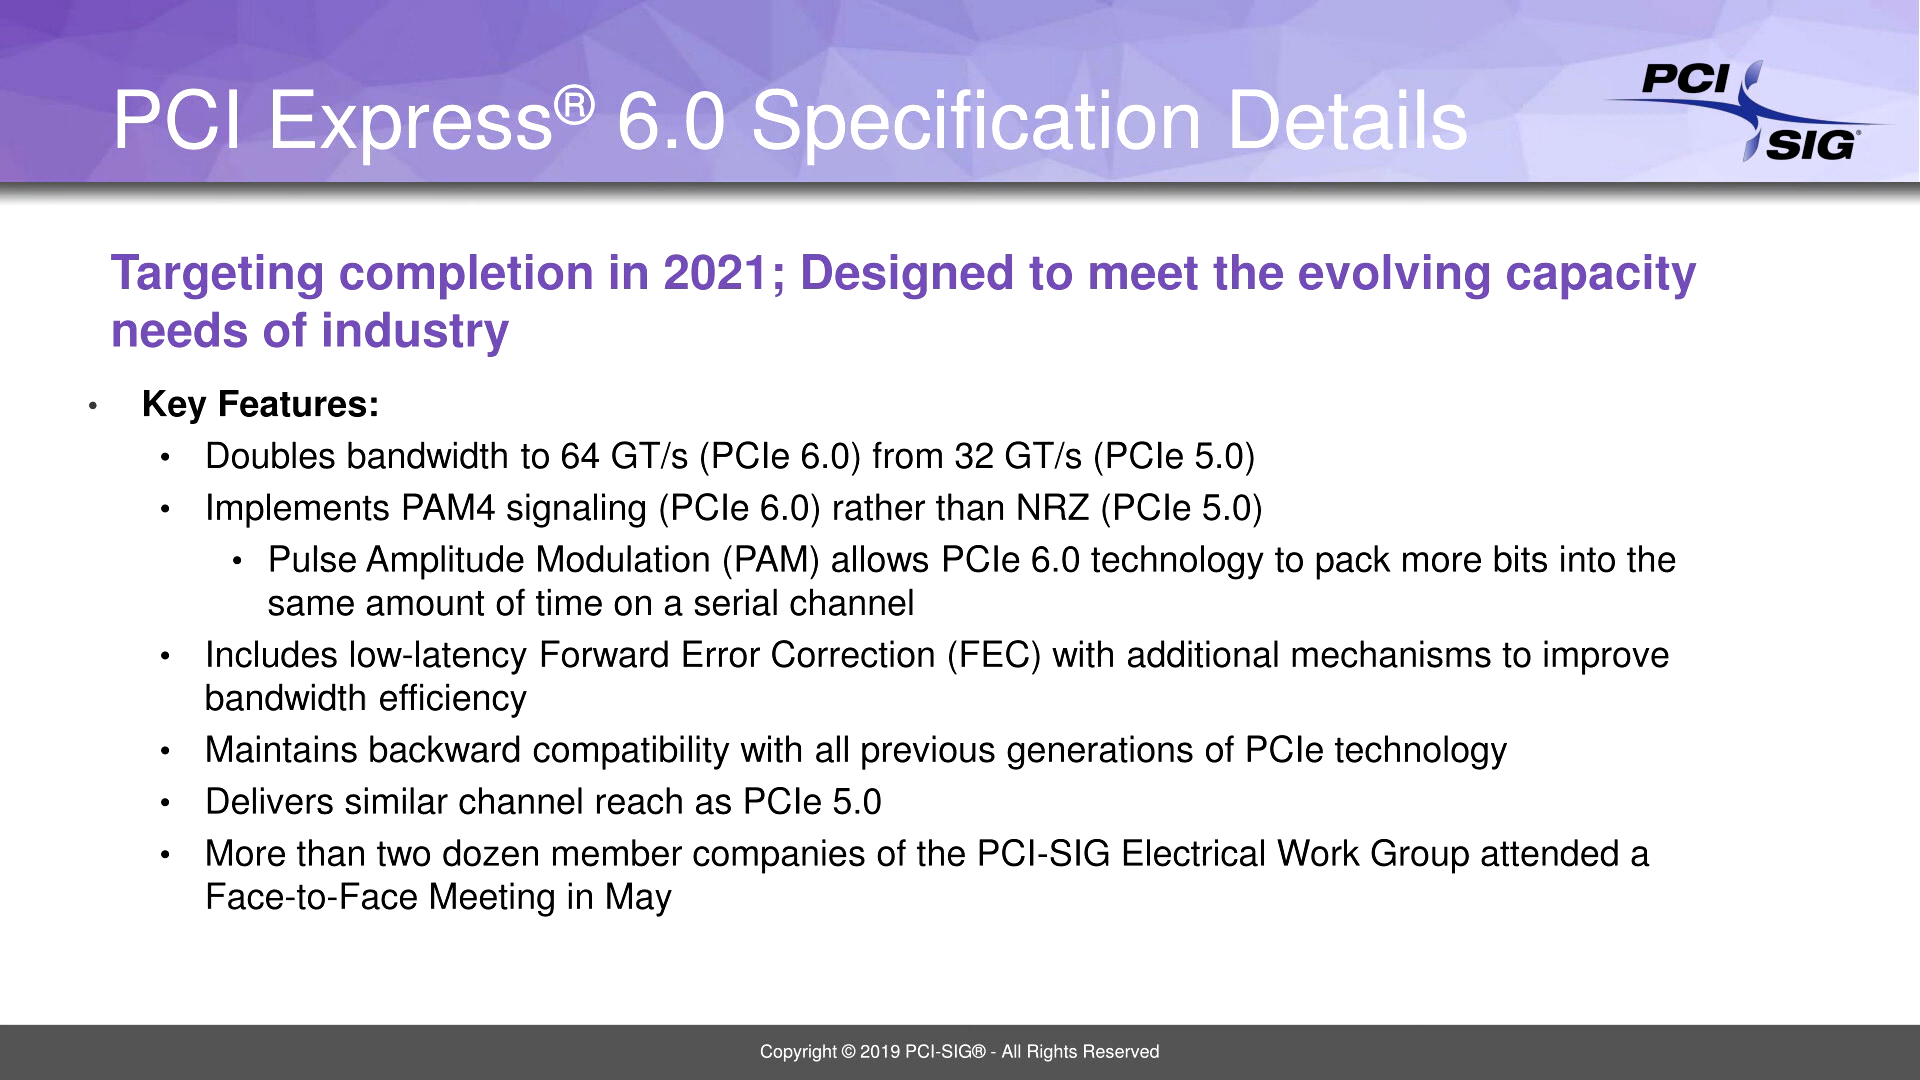 PCI Express® 6.0 Specification Details
PCI
SIG®
Targeting completion in 2021; Designed to meet the evolving capacity
needs of industry
• Key Features:
• Doubles bandwidth to 64 GT/s (PCIe 6.0) from 32 GT/s (PCIe 5.0)
• Implements PAM4 signaling (PCIe 6.0) rather than NRZ (PCIe 5.0)
• Pulse Amplitude Modulation (PAM) allows PCIe 6.0 technology to pack more bits into the
same amount of time on a serial channel
• Includes low-latency Forward Error Correction (FEC) with additional mechanisms to improve
bandwidth efficiency
• Maintains backward compatibility with all previous generations of PCIe technology
• Delivers similar channel reach as PCIe 5.0
• More than two dozen member companies of the PCI-SIG Electrical Work Group attended a
Face-to-Face Meeting in May
Copyright © 2019 PCI-SIG® - All Rights Reserved